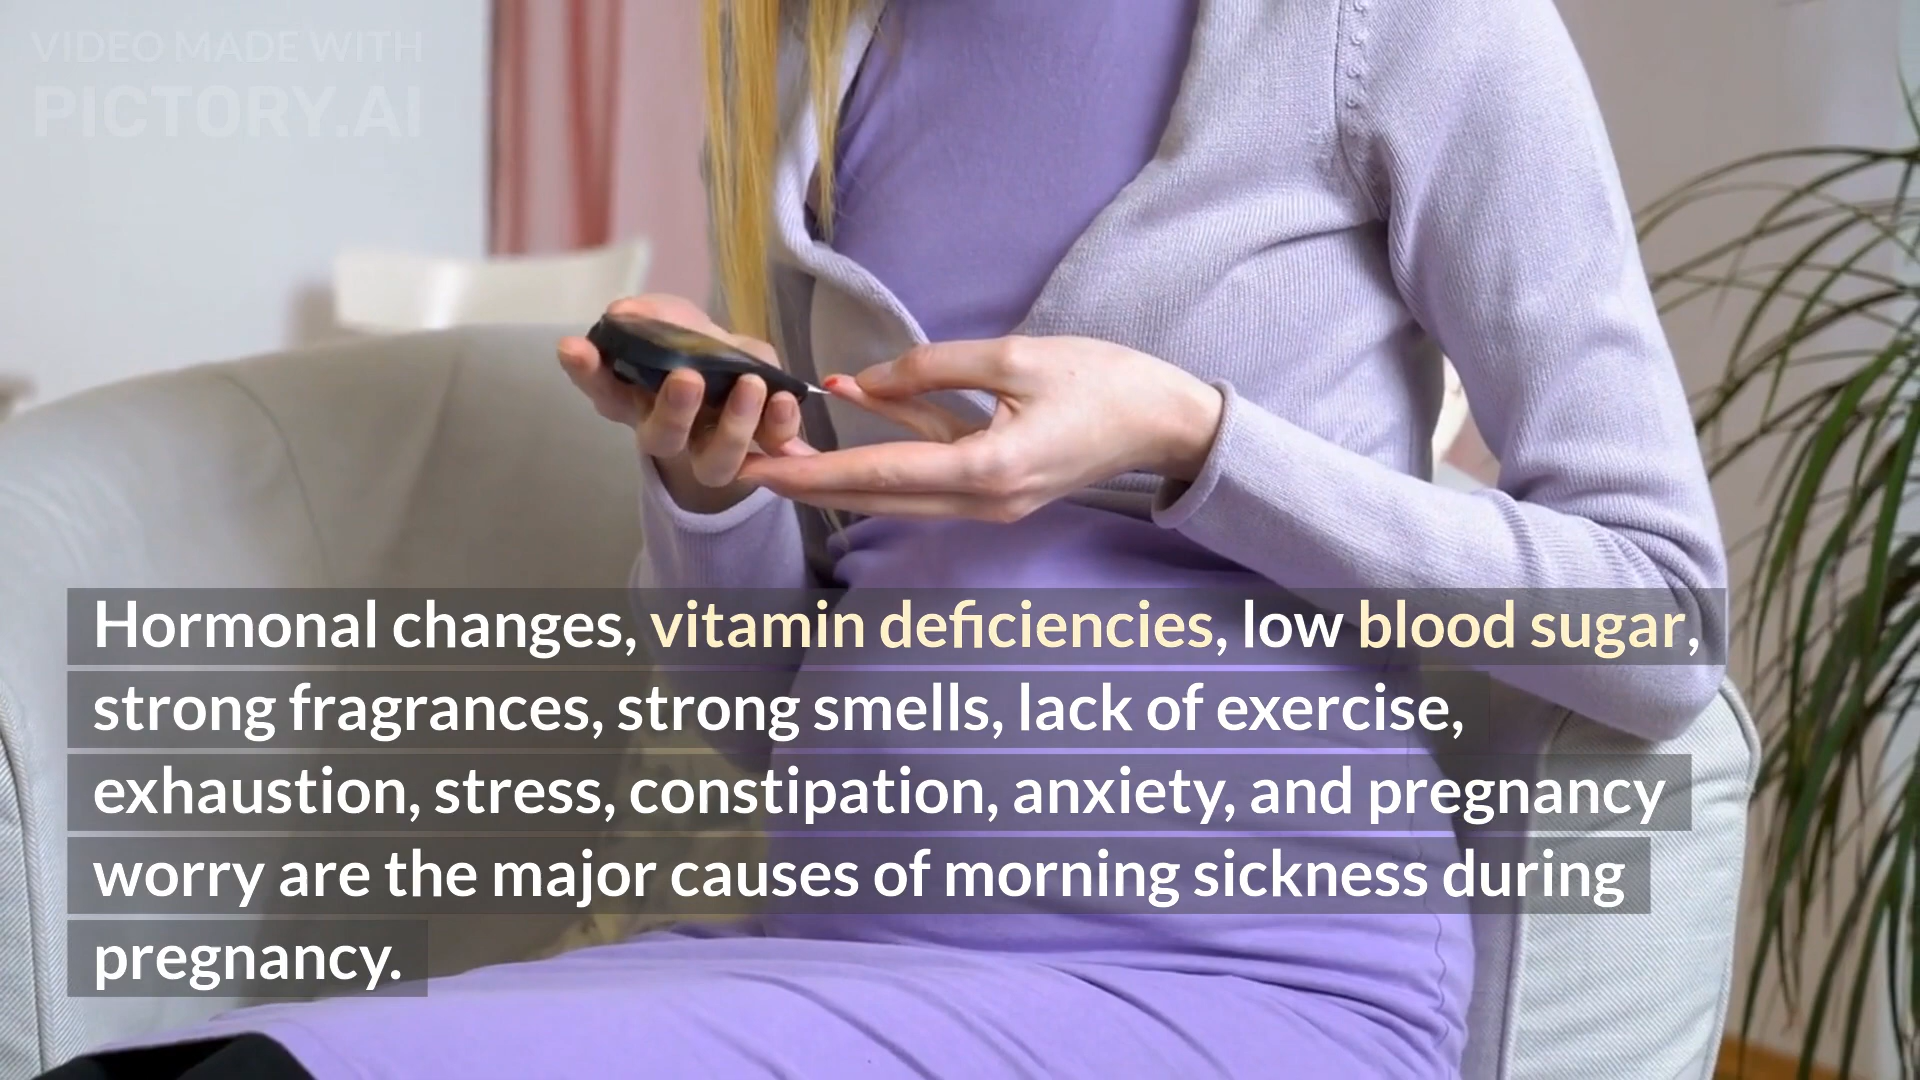 VIDEO MADE WITH
PICTORY.AI
Hormonal changes, vitamin deficiencies, low blood sugar,
strong fragrances, strong smells, lack of exercise,
exhaustion, stress, constipation, anxiety, and pregnancy
worry are the major causes of morning sickness during
pregnancy.